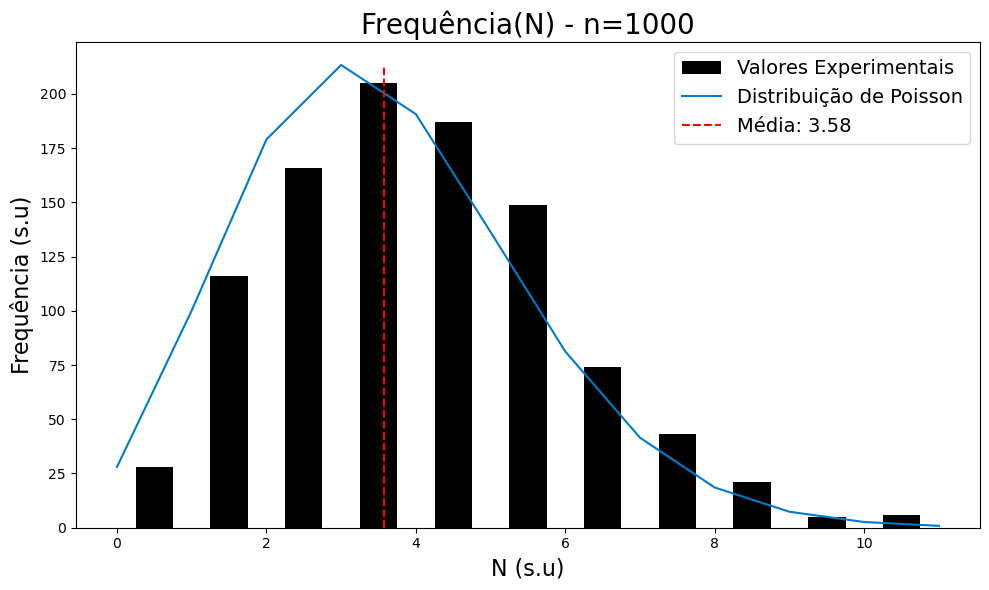 Frequência(N) - n=1000
Valores Experimentais
Distribuição de Poisson
Média: 3.58
Frequência (s.u)
200
175
150
125
100
75
50
25
0
0 2 4 6 8 10
N (s.u)